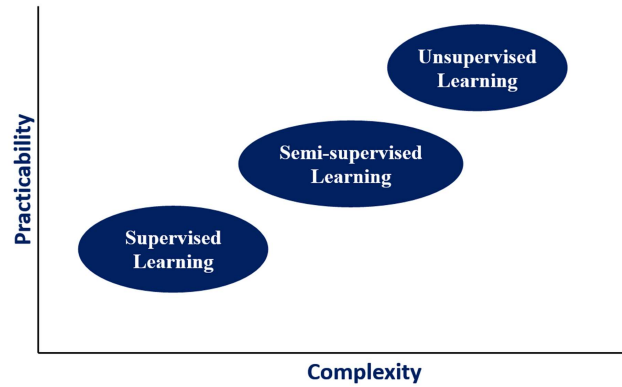 Unsupervised
Learning
Semi-supervised
Learning
Supervised
Learning
Practicability
Complexity